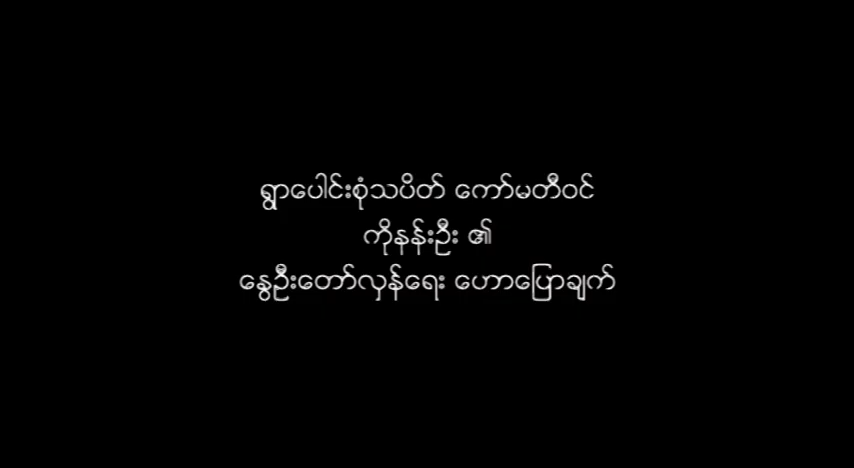 ရွာပေါင်းစုံသပိတ် ကော်မတီဝင်
ကိုနန်းဦး ၏
နွေဦးတော်လှန်ရေး ဟောပြောချက်